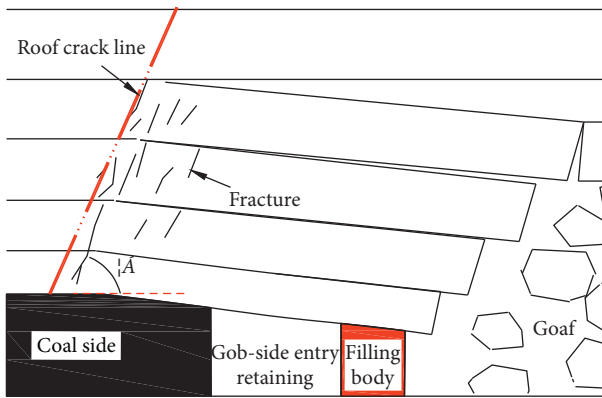 Roof crack line
Fracture
A
Coal side
Gob-side entry
retaining
Filling
body
Goaf